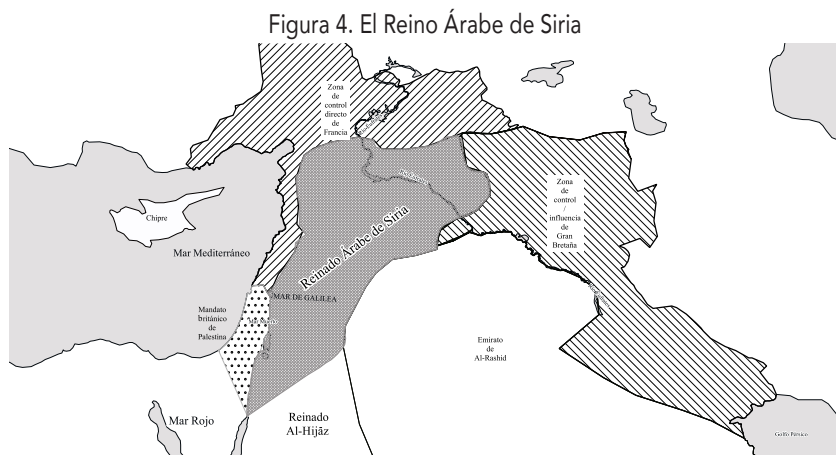 Figura 4. El Reino Árabe de Siria
Zona
de
control
directo
de
Francia
Zona
de
control
/
influencia
de
Gran
Bretaña
Chipre
Reinado Árabe de Siria
Mar Mediterráneo
MAR DE GALILEA
Mandato
británico
de
Palestina
Emirato
de
Al-Rashid
Mar Rojo
Reinado
Al-Hijāz
Golfo Pérsico